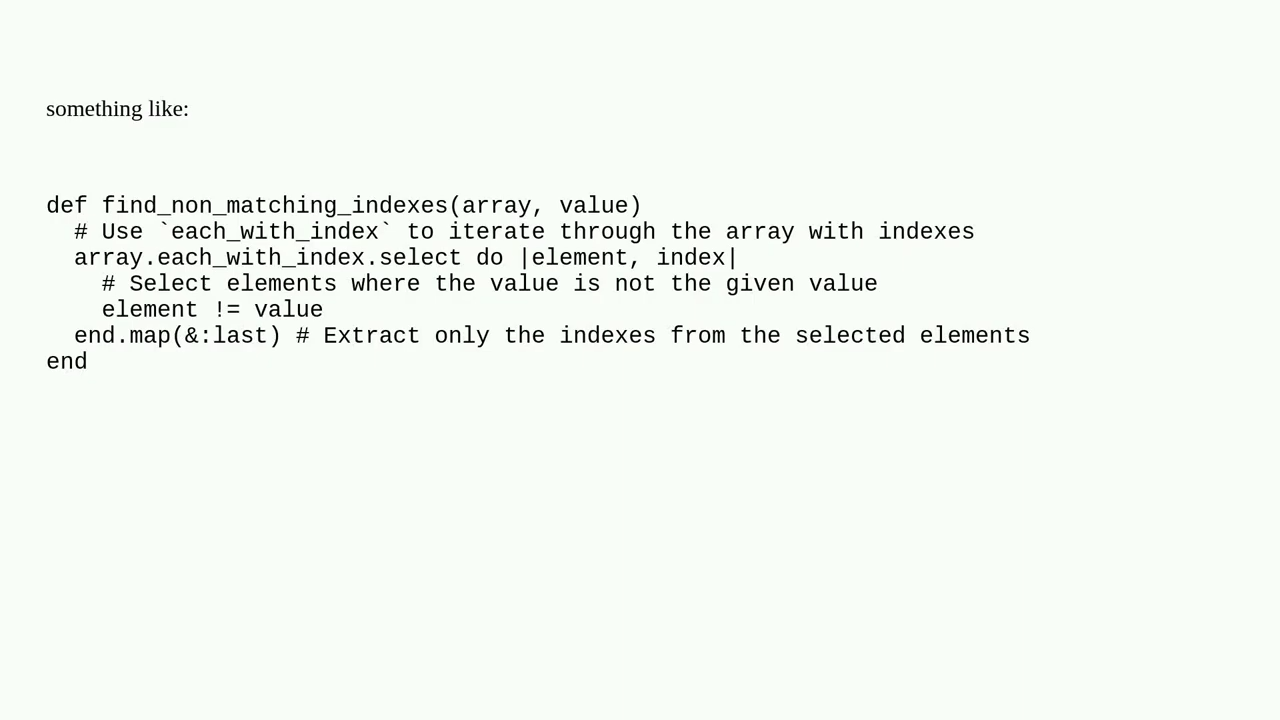 something like:
def find_non_matching_indexes(array, value)
  # Use `each_with_index` to iterate through the array with indexes
  array.each_with_index.select do |element, index|
    # Select elements where the value is not the given value
    element != value
  end.map(&:last) # Extract only the indexes from the selected elements
end